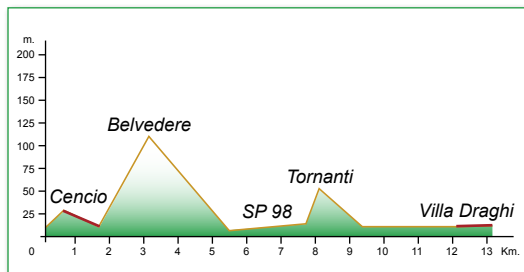 m.
200
175
150
125
100
75
50
25
Belvedere
Cencio
Tornanti
SP 98
Villa Draghi
0 1 2 3 4 5 6 7 8 9 10 11 12 13 Km.